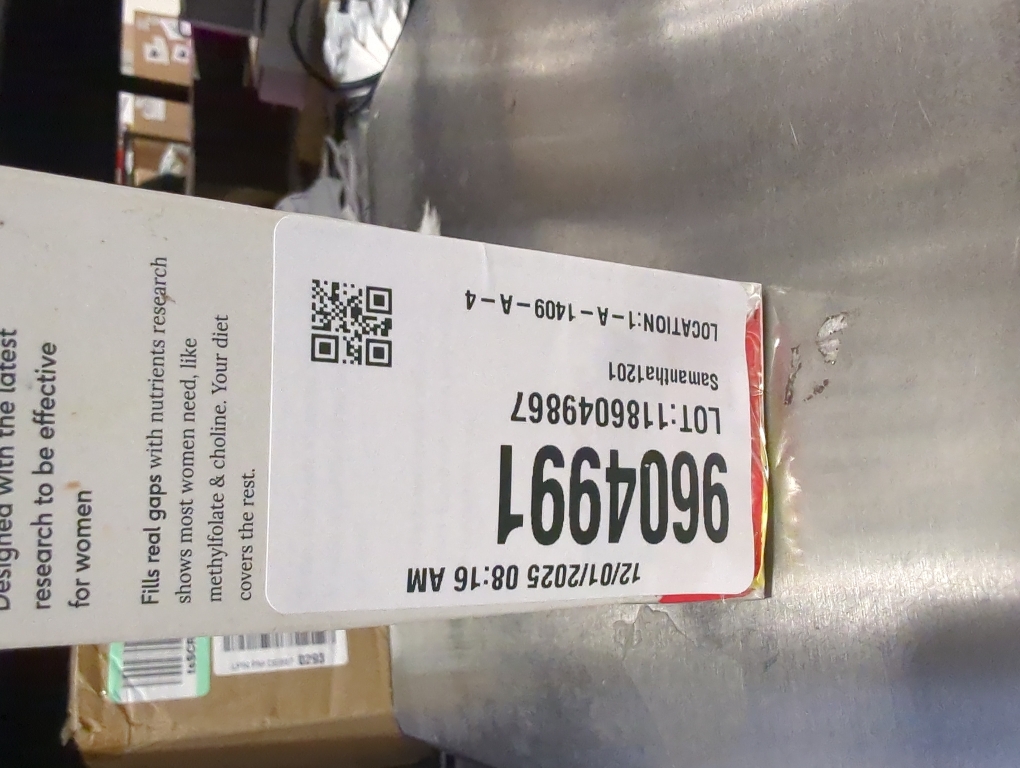 Designed with the latest
research to be effective
for women
Fills real gaps with nutrients research
shows most women need, like
methylfolate & choline. Your diet
covers the rest.
12/01/2025 08:16 AM
9604991
LOT:1186049867
Samantha1201
LOCATION:1-A-A-1409-A-4
0293